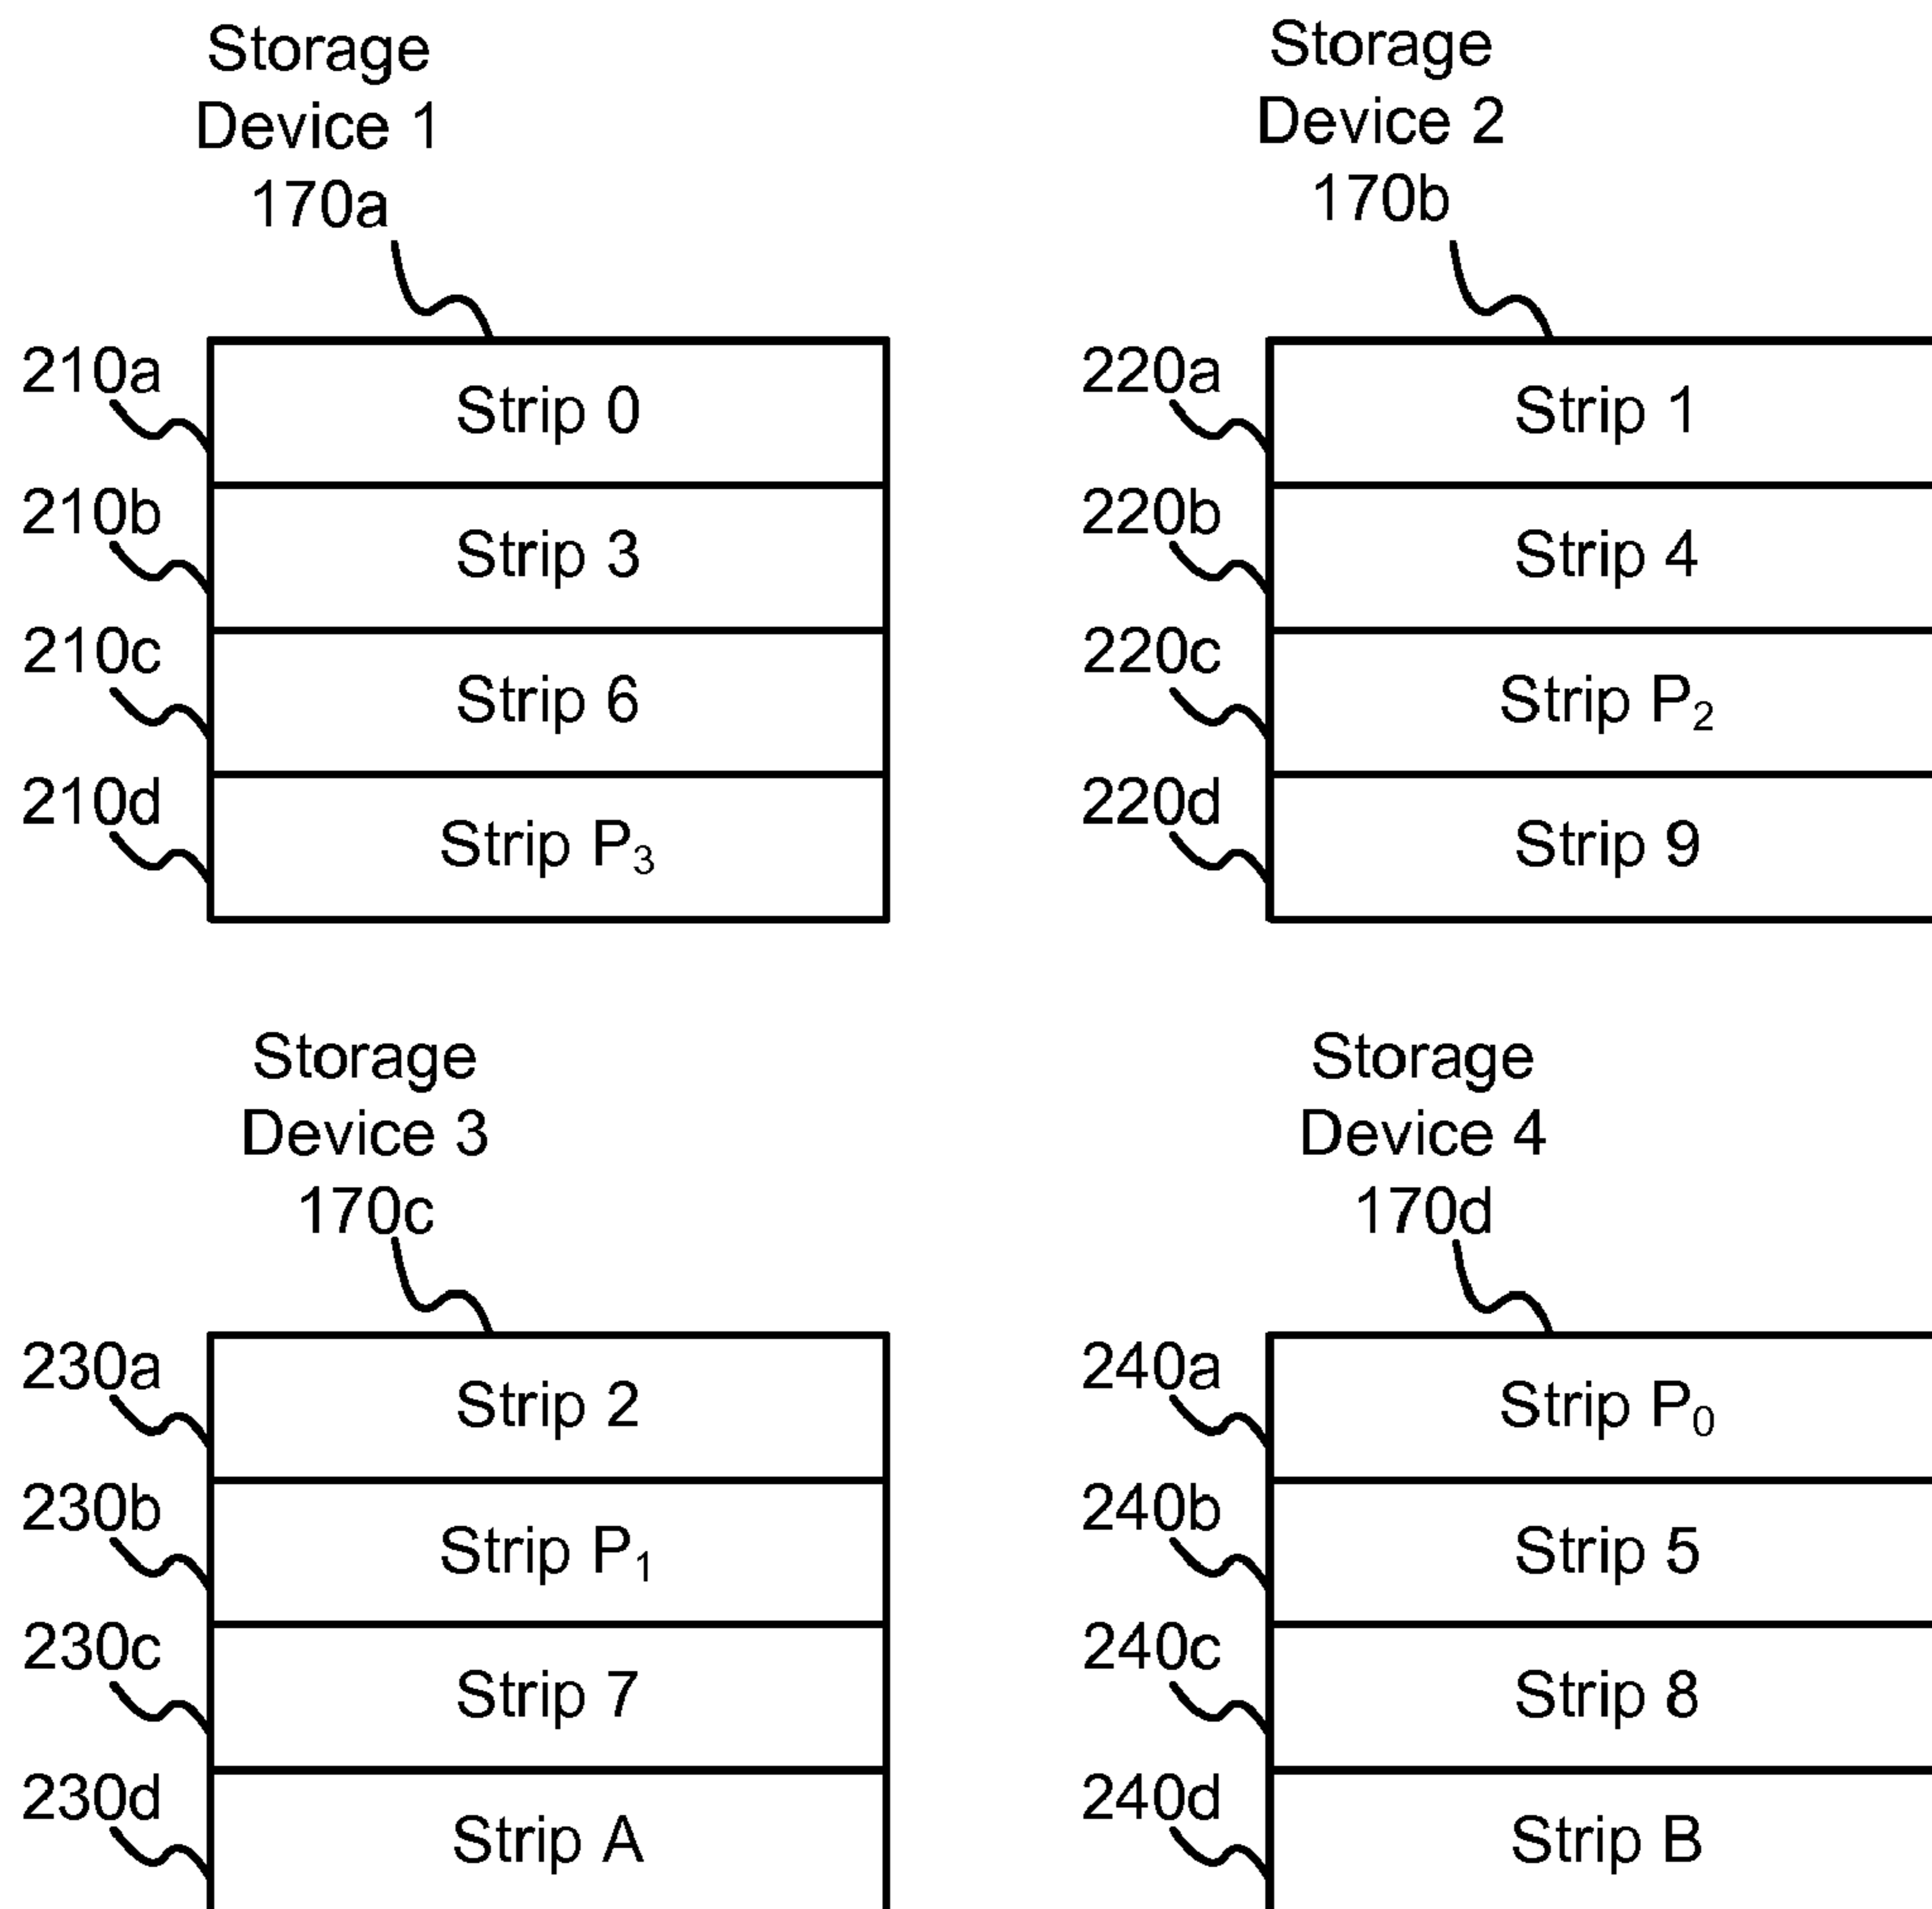 Storage
Device 1
170a
210a
Strip 0
210b
Strip 3
210c
Strip 6
210d
Strip P₃
Storage
Device 2
170b
220a
Strip 1
220b
Strip 4
220c
Strip P₂
220d
Strip 9
Storage
Device 3
170c
230a
Strip 2
230b
Strip P₁
230c
Strip 7
230d
Strip A
Storage
Device 4
170d
240a
Strip P₀
240b
Strip 5
240c
Strip 8
240d
Strip B